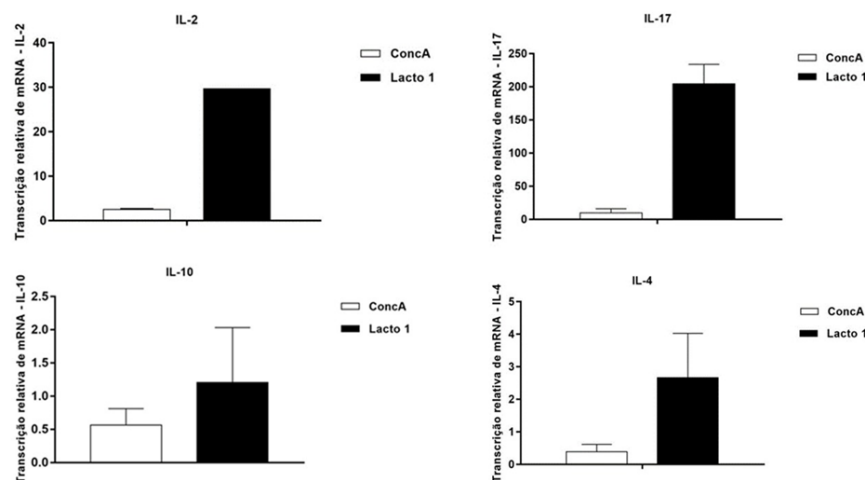 IL-2
Transcrição relativa de mRNA - IL-2
40
30
20
10
0
ConcA
Lacto 1
IL-17
Transcrição relativa de mRNA - IL-17
250
200
150
100
50
0
ConcA
Lacto 1
IL-10
Transcrição relativa de mRNA - IL-10
2.5
2.0
1.5
1.0
0.5
0.0
ConcA
Lacto 1
IL-4
Transcrição relativa de mRNA - IL-4
5
4
3
2
1
0
ConcA
Lacto 1